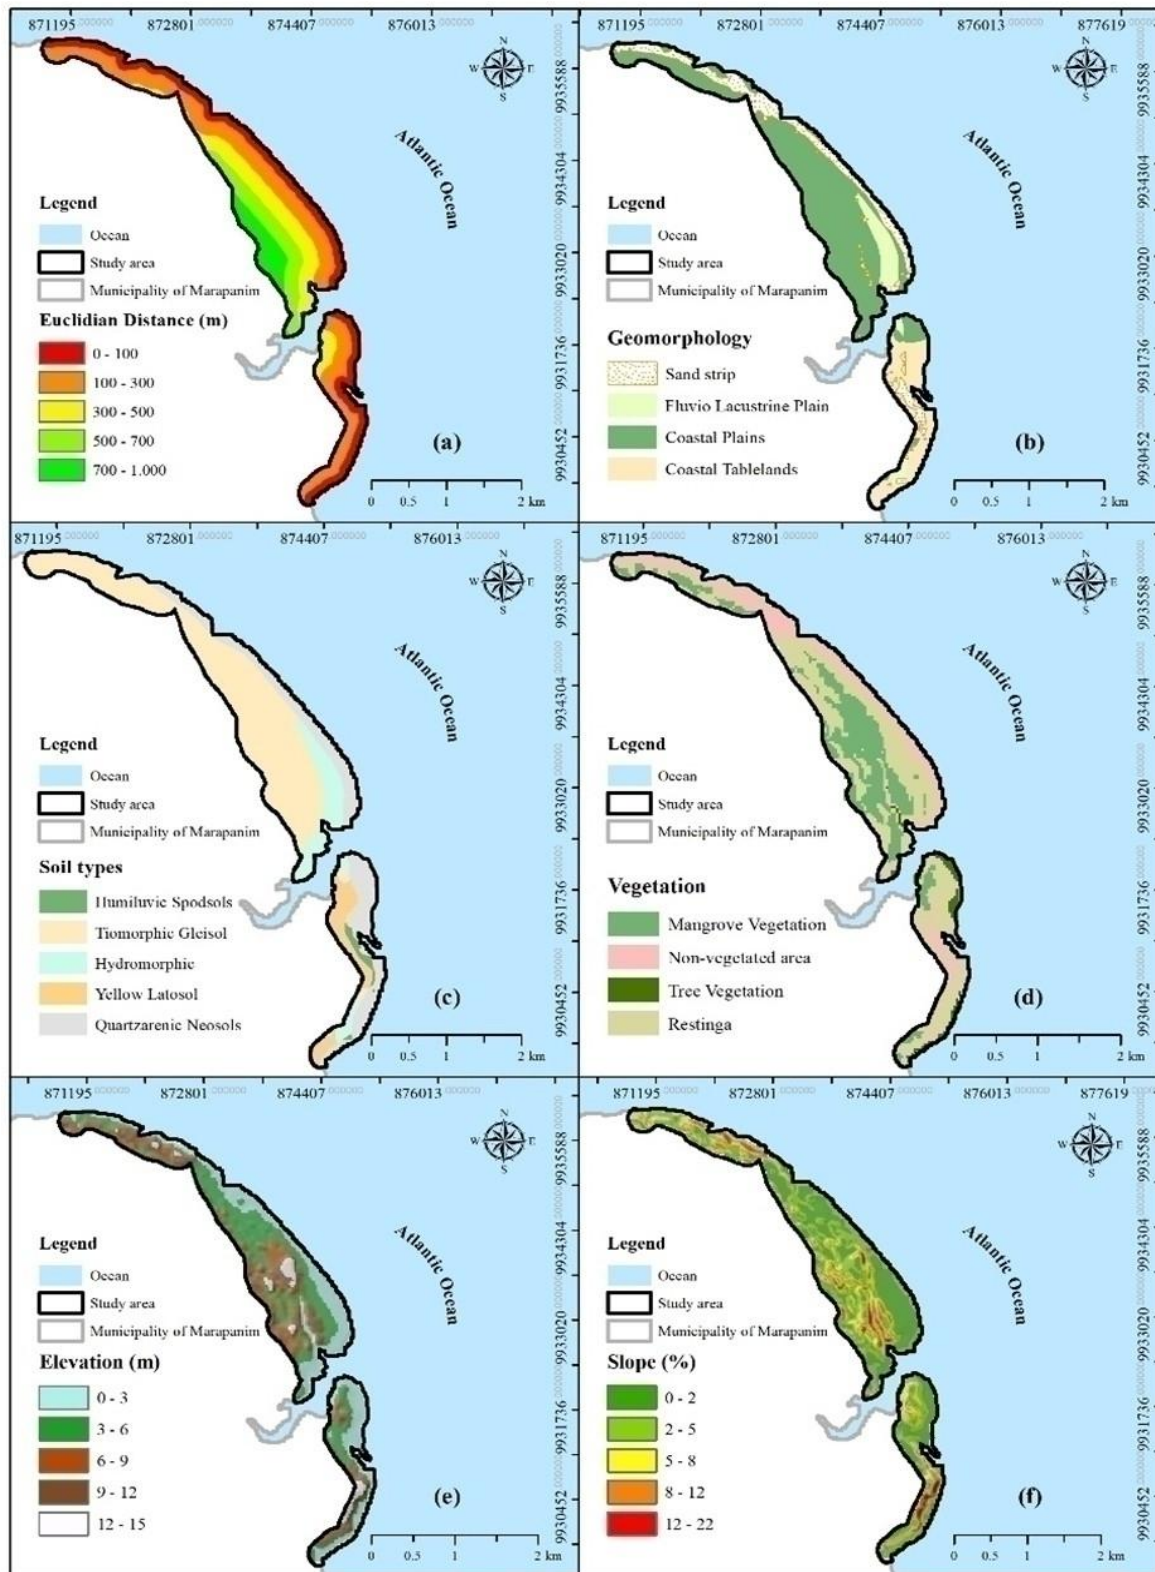 871195 872801 874407 876013
N
W E
S
9935588
9934304
9933020
9931736
9930452
Atlantic Ocean
Legend
Ocean
Study area
Municipality of Marapanim
Euclidian Distance (m)
0 - 100
100 - 300
300 - 500
500 - 700
700 - 1.000
(a)
0 0.5 1 2 km
871195 872801 874407 876013 877619
N
W E
S
9935588
9934304
9933020
9931736
9930452
Atlantic Ocean
Legend
Ocean
Study area
Municipality of Marapanim
Geomorphology
Sand strip
Fluvio Lacustrine Plain
Coastal Plains
Coastal Tablelands
(b)
0 0.5 1 2 km
871195 872801 874407 876013
N
W E
S
9935588
9934304
9933020
9931736
9930452
Atlantic Ocean
Legend
Ocean
Study area
Municipality of Marapanim
Soil types
Humiluvic Spodsols
Tiomorphic Gleisol
Hydromorphic
Yellow Latosol
Quartzarenic Neosols
(c)
0 0.5 1 2 km
871195 872801 874407 876013
N
W E
S
9935588
9934304
9933020
9931736
9930452
Atlantic Ocean
Legend
Ocean
Study area
Municipality of Marapanim
Vegetation
Mangrove Vegetation
Non-vegetated area
Tree Vegetation
Restinga
(d)
0 0.5 1 2 km
871195 872801 874407 876013
N
W E
S
9935588
9934304
9933020
9931736
9930452
Atlantic Ocean
Legend
Ocean
Study area
Municipality of Marapanim
Elevation (m)
0 - 3
3 - 6
6 - 9
9 - 12
12 - 15
(e)
0 0.5 1 2 km
871195 872801 874407 876013 877619
N
W E
S
9935588
9934304
9933020
9931736
9930452
Atlantic Ocean
Legend
Ocean
Study area
Municipality of Marapanim
Slope (%)
0 - 2
2 - 5
5 - 8
8 - 12
12 - 22
(f)
0 0.5 1 2 km